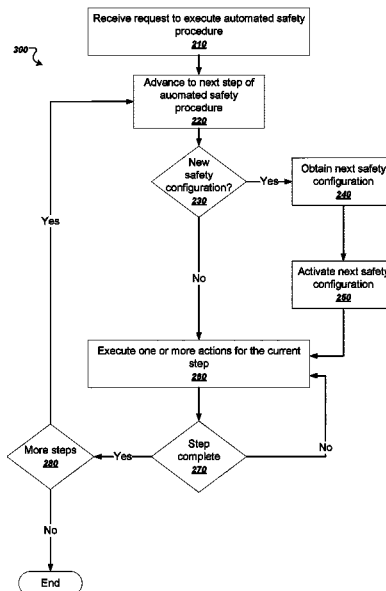 Receive request to execute automated safety
procedure
210
300
Advance to next step of
auomated safety
procedure
220
New
safety
configuration?
230
Yes
Obtain next safety
configuration
240
Yes
No
Activate next safety
configuration
250
Execute one or more actions for the current
step
260
More steps
280
Yes
Step
complete
270
No
No
End